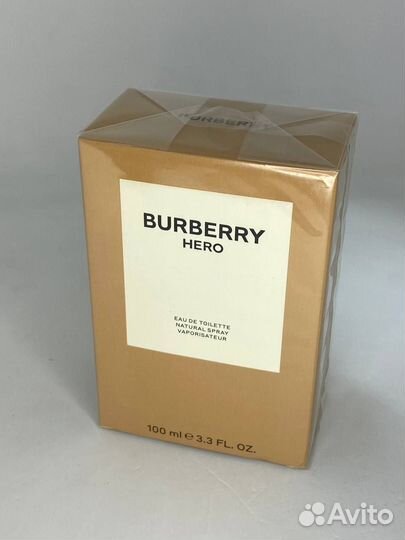 BURBERRY
BURBERRY
HERO
EAU DE TOILETTE
NATURAL SPRAY
VAPORISATEUR
100 ml ℮ 3.3 FL. OZ.
Avito